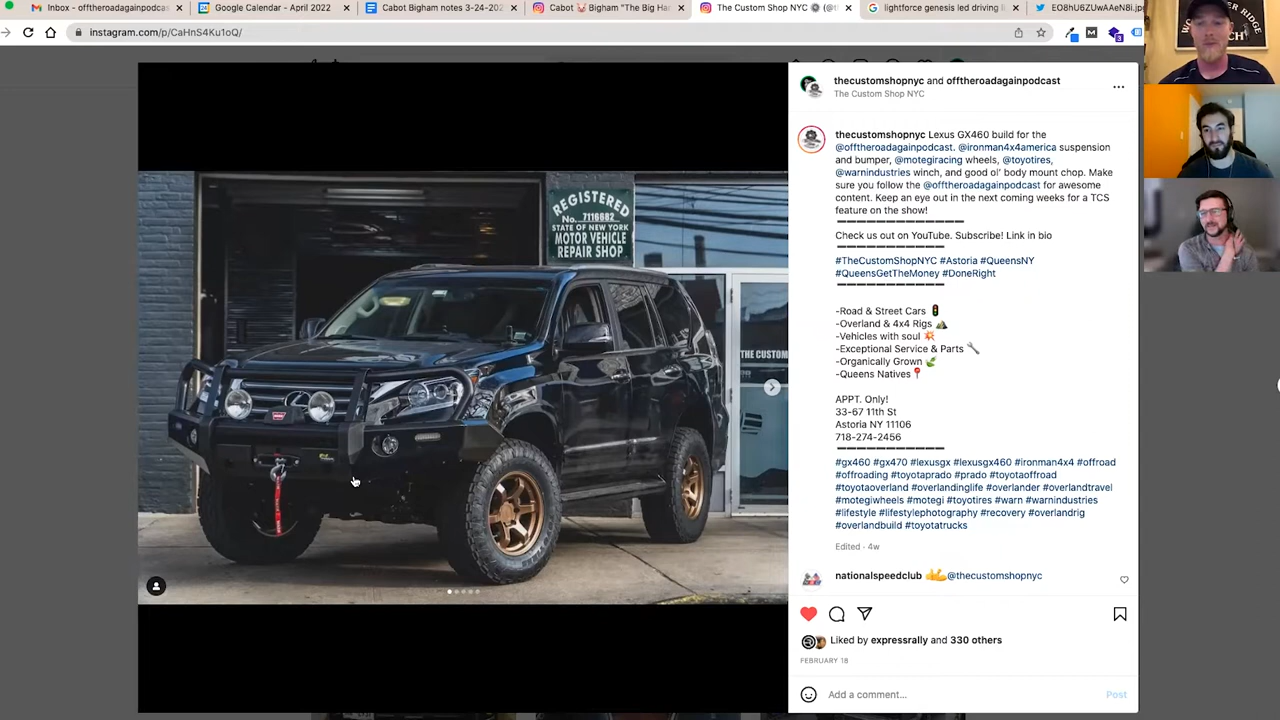 Inbox - offtheroadagainpodcas
Google Calendar - April 2022
Cabot Bigham notes 3-24-202
Cabot Bigham "The Big Ha
The Custom Shop NYC
lightforce genesis led driving li
EO8hU6ZUwAAeN8i.jp
instagram.com/p/CaHnS4Ku1oQ/
thecustomshopnyc and offtheroadagainpodcast
The Custom Shop NYC
thecustomshopnyc Lexus GX460 build for the
@offtheroadagainpodcast. @ironman4x4america suspension
and bumper, @motegiracing wheels, @toyotires,
@warnindustries winch, and good ol' body mount chop. Make
sure you follow the @offtheroadagainpodcast for awesome
content. Keep an eye out in the next coming weeks for a TCS
feature on the show!
Check us out on YouTube. Subscribe! Link in bio
#TheCustomShopNYC #Astoria #QueensNY
#QueensGetTheMoney #DoneRight
-Road & Street Cars 🚦
-Overland & 4x4 Rigs ⛰️
-Vehicles with soul 💥
-Exceptional Service & Parts 🔧
-Organically Grown 🌿
-Queens Natives📍
APPT. Only!
33-67 11th St
Astoria NY 11106
718-274-2456
#gx460 #gx470 #lexusgx #lexusgx460 #ironman4x4 #offroad
#offroading #toyotaprado #prado #toyotaoffroad
#toyotaoverland #overlandinglife #overlander #overlandtravel
#motegiwheels #motegi #toyotires #warn #warnindustries
#lifestyle #lifestylephotography #recovery #overlandrig
#overlandbuild #toyotatrucks
Edited · 4w
nationalspeedclub @thecustomshopnyc
Liked by expressrally and 330 others
FEBRUARY 18
Add a comment...
Post
REGISTERED
No. 7116682
STATE OF NEW YORK
MOTOR VEHICLE
REPAIR SHOP
THE CUSTOM